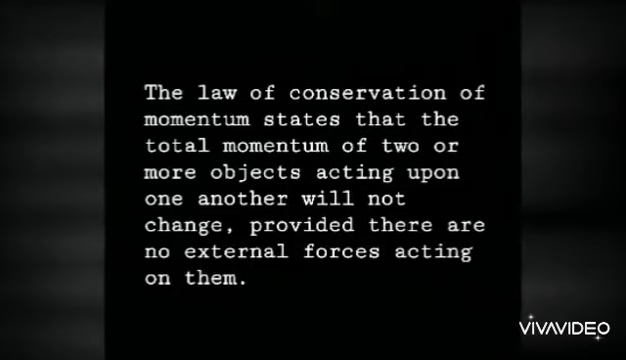 The law of conservation of
momentum states that the
total momentum of two or
more objects acting upon
one another will not
change, provided there are
no external forces acting
on them.
VIVAVIDEO